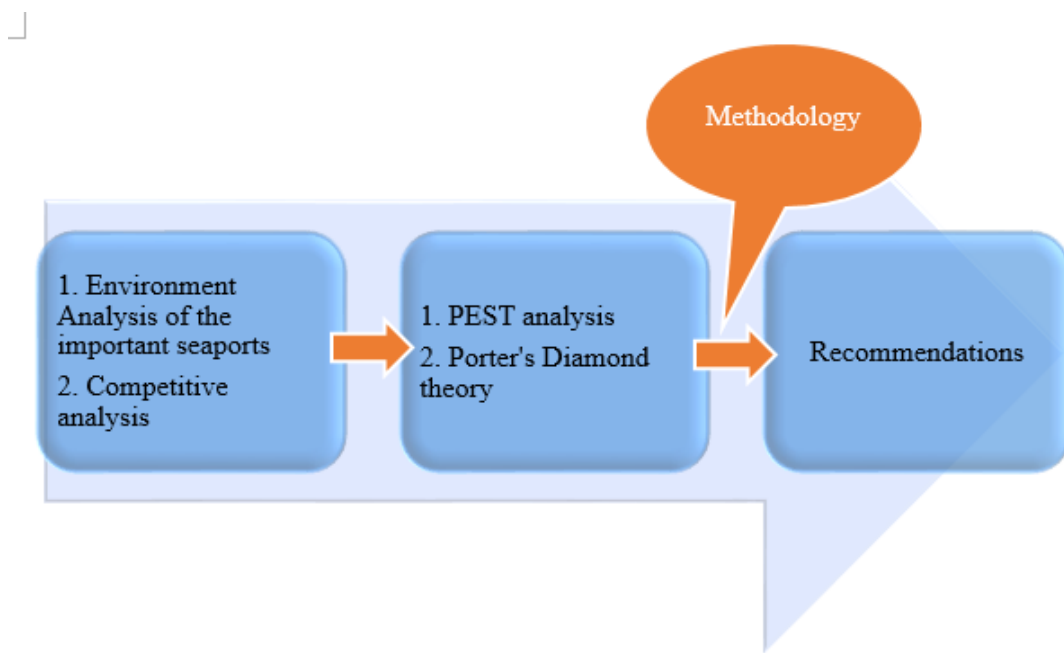 Methodology
1. Environment
Analysis of the
important seaports
2. Competitive
analysis
1. PEST analysis
2. Porter's Diamond
theory
Recommendations